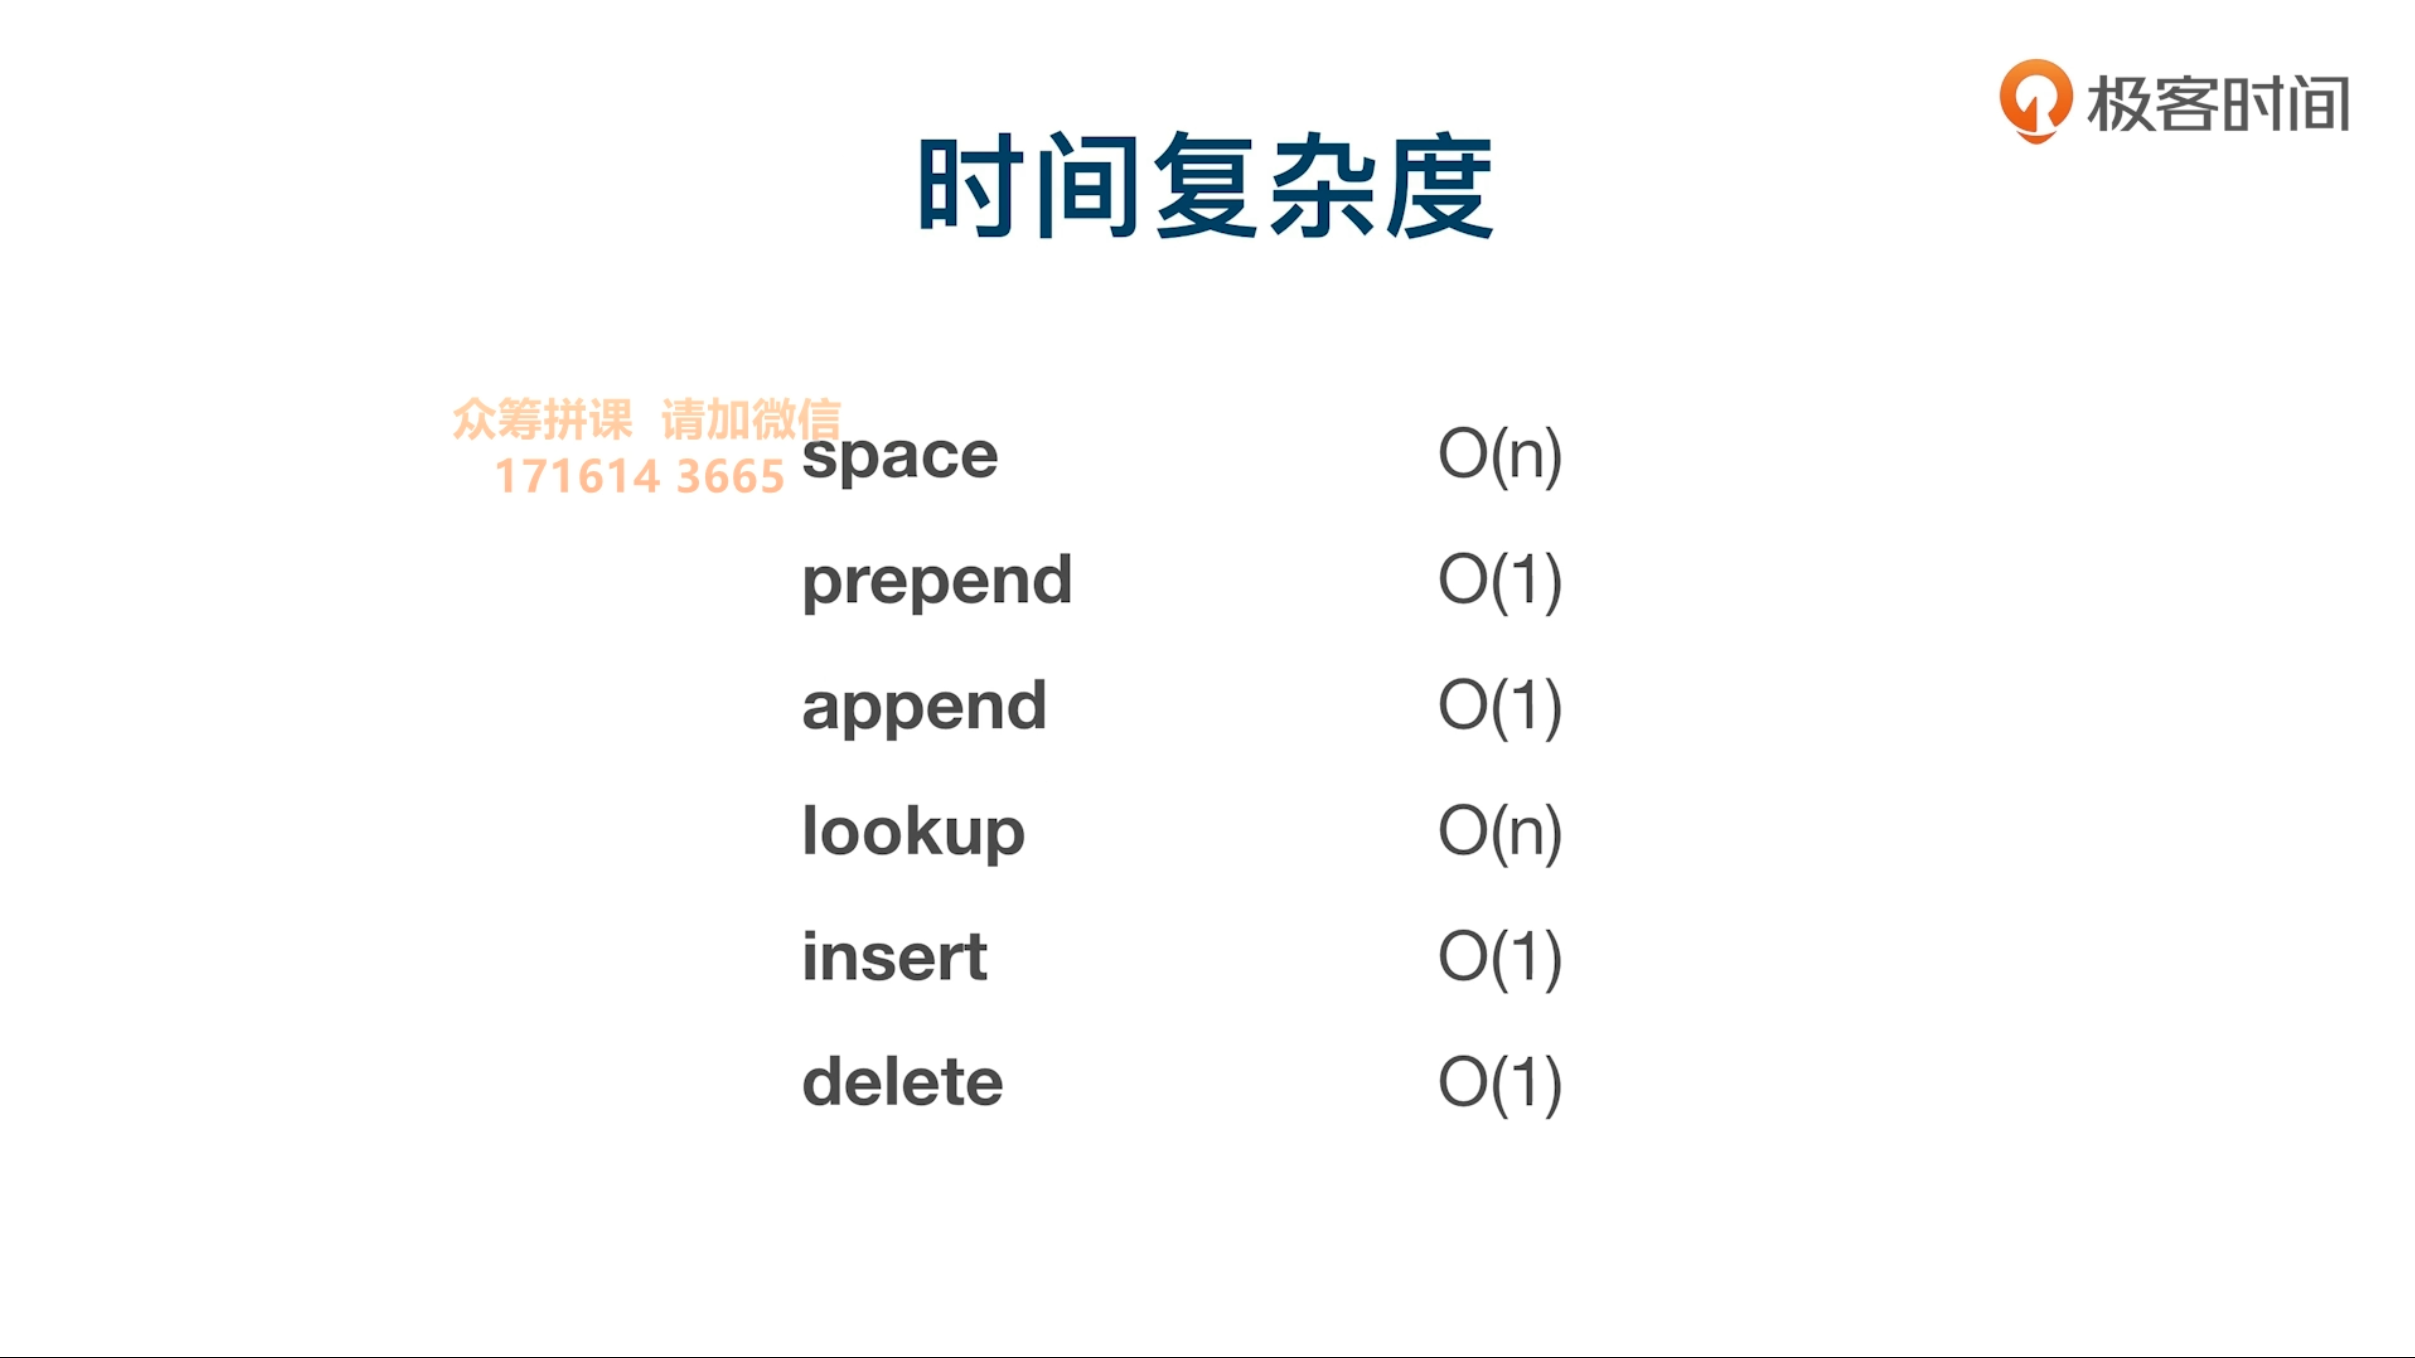 极客时间
时间复杂度
众筹拼课 请加微信
171614 3665
space O(n)
prepend O(1)
append O(1)
lookup O(n)
insert O(1)
delete O(1)